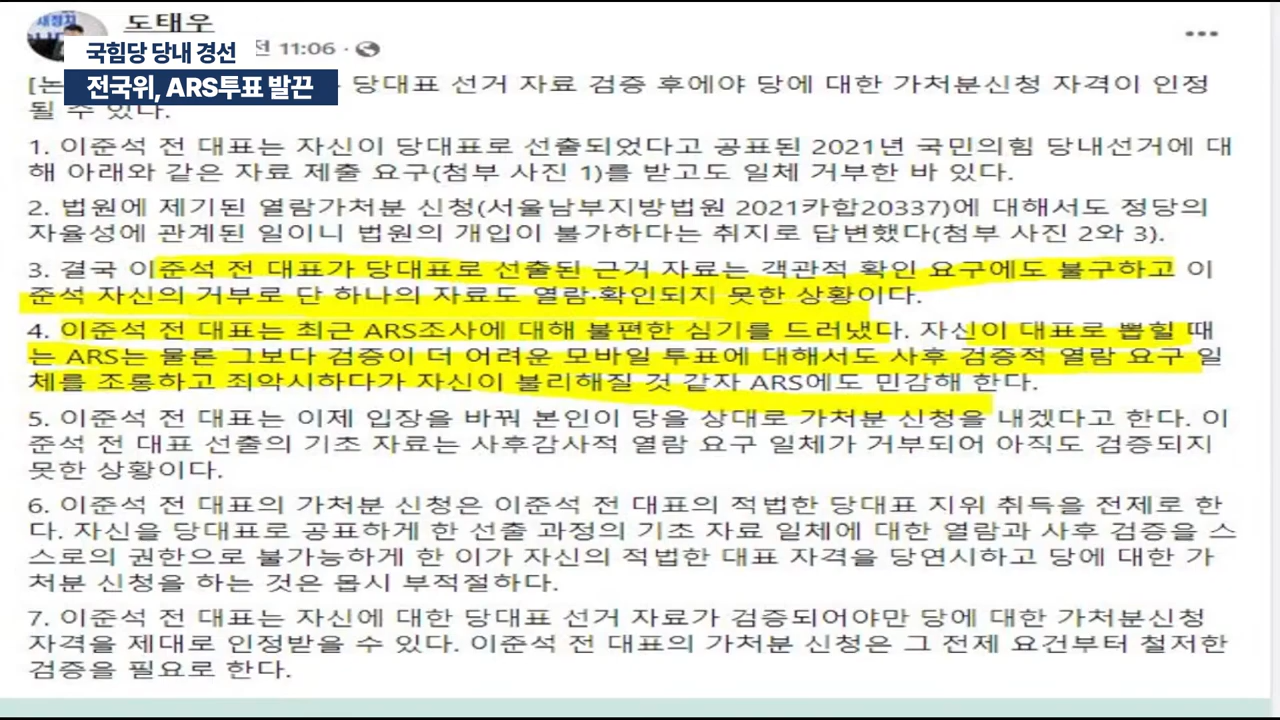 도태우
국힘당 당내 경선
전 11:06
전국위, ARS투표 발끈
[논 당대표 선거 자료 검증 후에야 당에 대한 가처분신청 자격이 인정
될 수 있다.
1. 이준석 전 대표는 자신이 당대표로 선출되었다고 공표된 2021년 국민의힘 당내선거에 대
해 아래와 같은 자료 제출 요구(첨부 사진 1)를 받고도 일체 거부한 바 있다.
2. 법원에 제기된 열람가처분 신청(서울남부지방법원 2021카합20337)에 대해서도 정당의
자율성에 관계된 일이니 법원의 개입이 불가하다는 취지로 답변했다(첨부 사진 2와 3).
3. 결국 이준석 전 대표가 당대표로 선출된 근거 자료는 객관적 확인 요구에도 불구하고 이
준석 자신의 거부로 단 하나의 자료도 열람·확인되지 못한 상황이다.
4. 이준석 전 대표는 최근 ARS조사에 대해 불편한 심기를 드러냈다. 자신이 대표로 뽑힐 때
는 ARS는 물론 그보다 검증이 더 어려운 모바일 투표에 대해서도 사후 검증적 열람 요구 일
체를 조롱하고 죄악시하다가 자신이 불리해질 것 같자 ARS에도 민감해 한다.
5. 이준석 전 대표는 이제 입장을 바꿔 본인이 당을 상대로 가처분 신청을 내겠다고 한다. 이
준석 전 대표 선출의 기초 자료는 사후감사적 열람 요구 일체가 거부되어 아직도 검증되지
못한 상황이다.
6. 이준석 전 대표의 가처분 신청은 이준석 전 대표의 적법한 당대표 지위 취득을 전제로 한
다. 자신을 당대표로 공표하게 한 선출 과정의 기초 자료 일체에 대한 열람과 사후 검증을 스
스로의 권한으로 불가능하게 한 이가 자신의 적법한 대표 자격을 당연시하고 당에 대한 가
처분 신청을 하는 것은 몹시 부적절하다.
7. 이준석 전 대표는 자신에 대한 당대표 선거 자료가 검증되어야만 당에 대한 가처분신청
자격을 제대로 인정받을 수 있다. 이준석 전 대표의 가처분 신청은 그 전제 요건부터 철저한
검증을 필요로 한다.